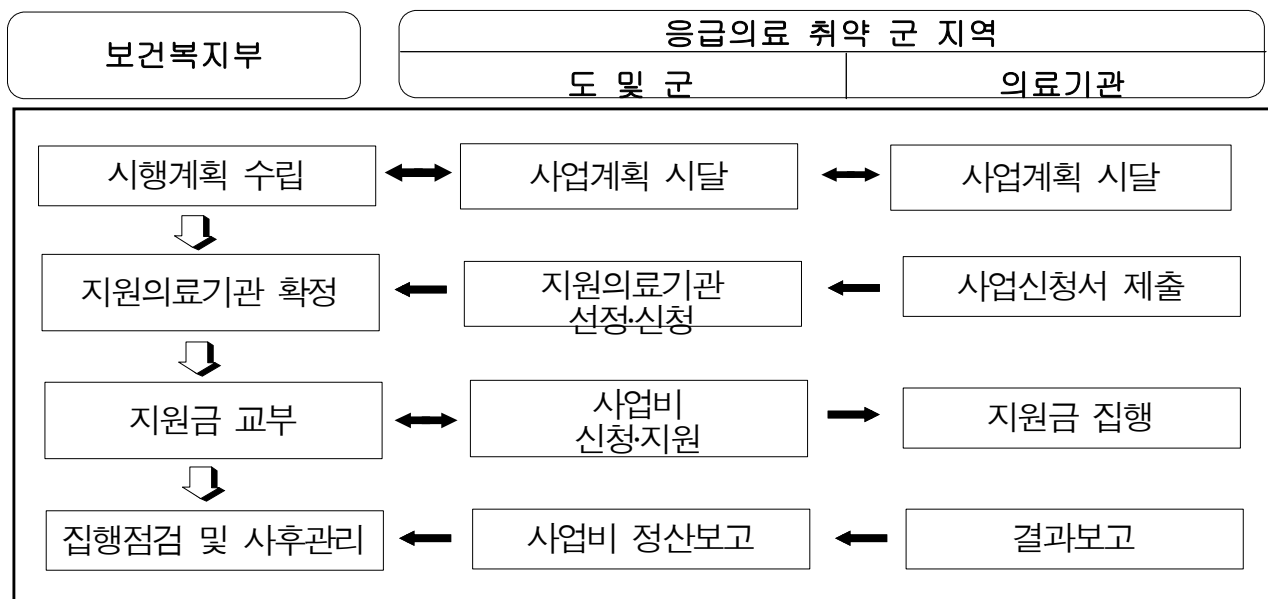 보건복지부
응급의료 취약 군 지역
도 및 군
의료기관
시행계획 수립
사업계획 시달
사업계획 시달
지원의료기관 확정
지원의료기관
선정·신청
사업신청서 제출
지원금 교부
사업비
신청·지원
지원금 집행
집행점검 및 사후관리
사업비 정산보고
결과보고